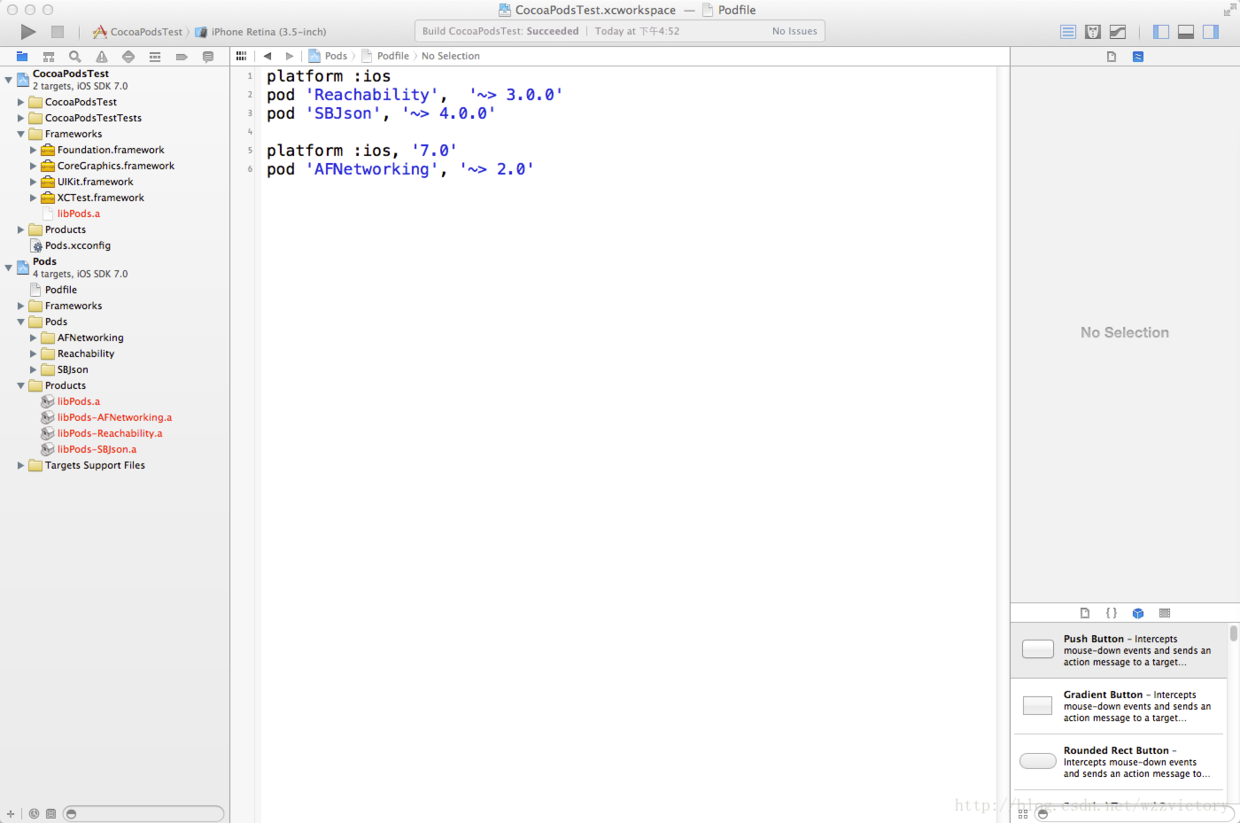 CocoaPodsTest.xcworkspace — Podfile
CocoaPodsTest iPhone Retina (3.5-inch)
Build CocoaPodsTest: Succeeded | Today at 下午4:52 No Issues
Pods Podfile No Selection
CocoaPodsTest
2 targets, iOS SDK 7.0
CocoaPodsTest
CocoaPodsTestTests
Frameworks
Foundation.framework
CoreGraphics.framework
UIKit.framework
XCTest.framework
libPods.a
Products
Pods.xcconfig
Pods
4 targets, iOS SDK 7.0
Podfile
Frameworks
Pods
AFNetworking
Reachability
SBJson
Products
libPods.a
libPods-AFNetworking.a
libPods-Reachability.a
libPods-SBJson.a
Targets Support Files
1 platform :ios
2 pod 'Reachability',  '~> 3.0.0'
3 pod 'SBJson', '~> 4.0.0'
4
5 platform :ios, '7.0'
6 pod 'AFNetworking', '~> 2.0'
No Selection
{ }
Push Button – Intercepts
mouse-down events and sends an
action message to a target...
Gradient Button – Intercepts
mouse-down events and sends an
action message to a target...
Rounded Rect Button –
Intercepts mouse-down events
and sends an action message to...
http://blog.csdn.net/wzzvictory